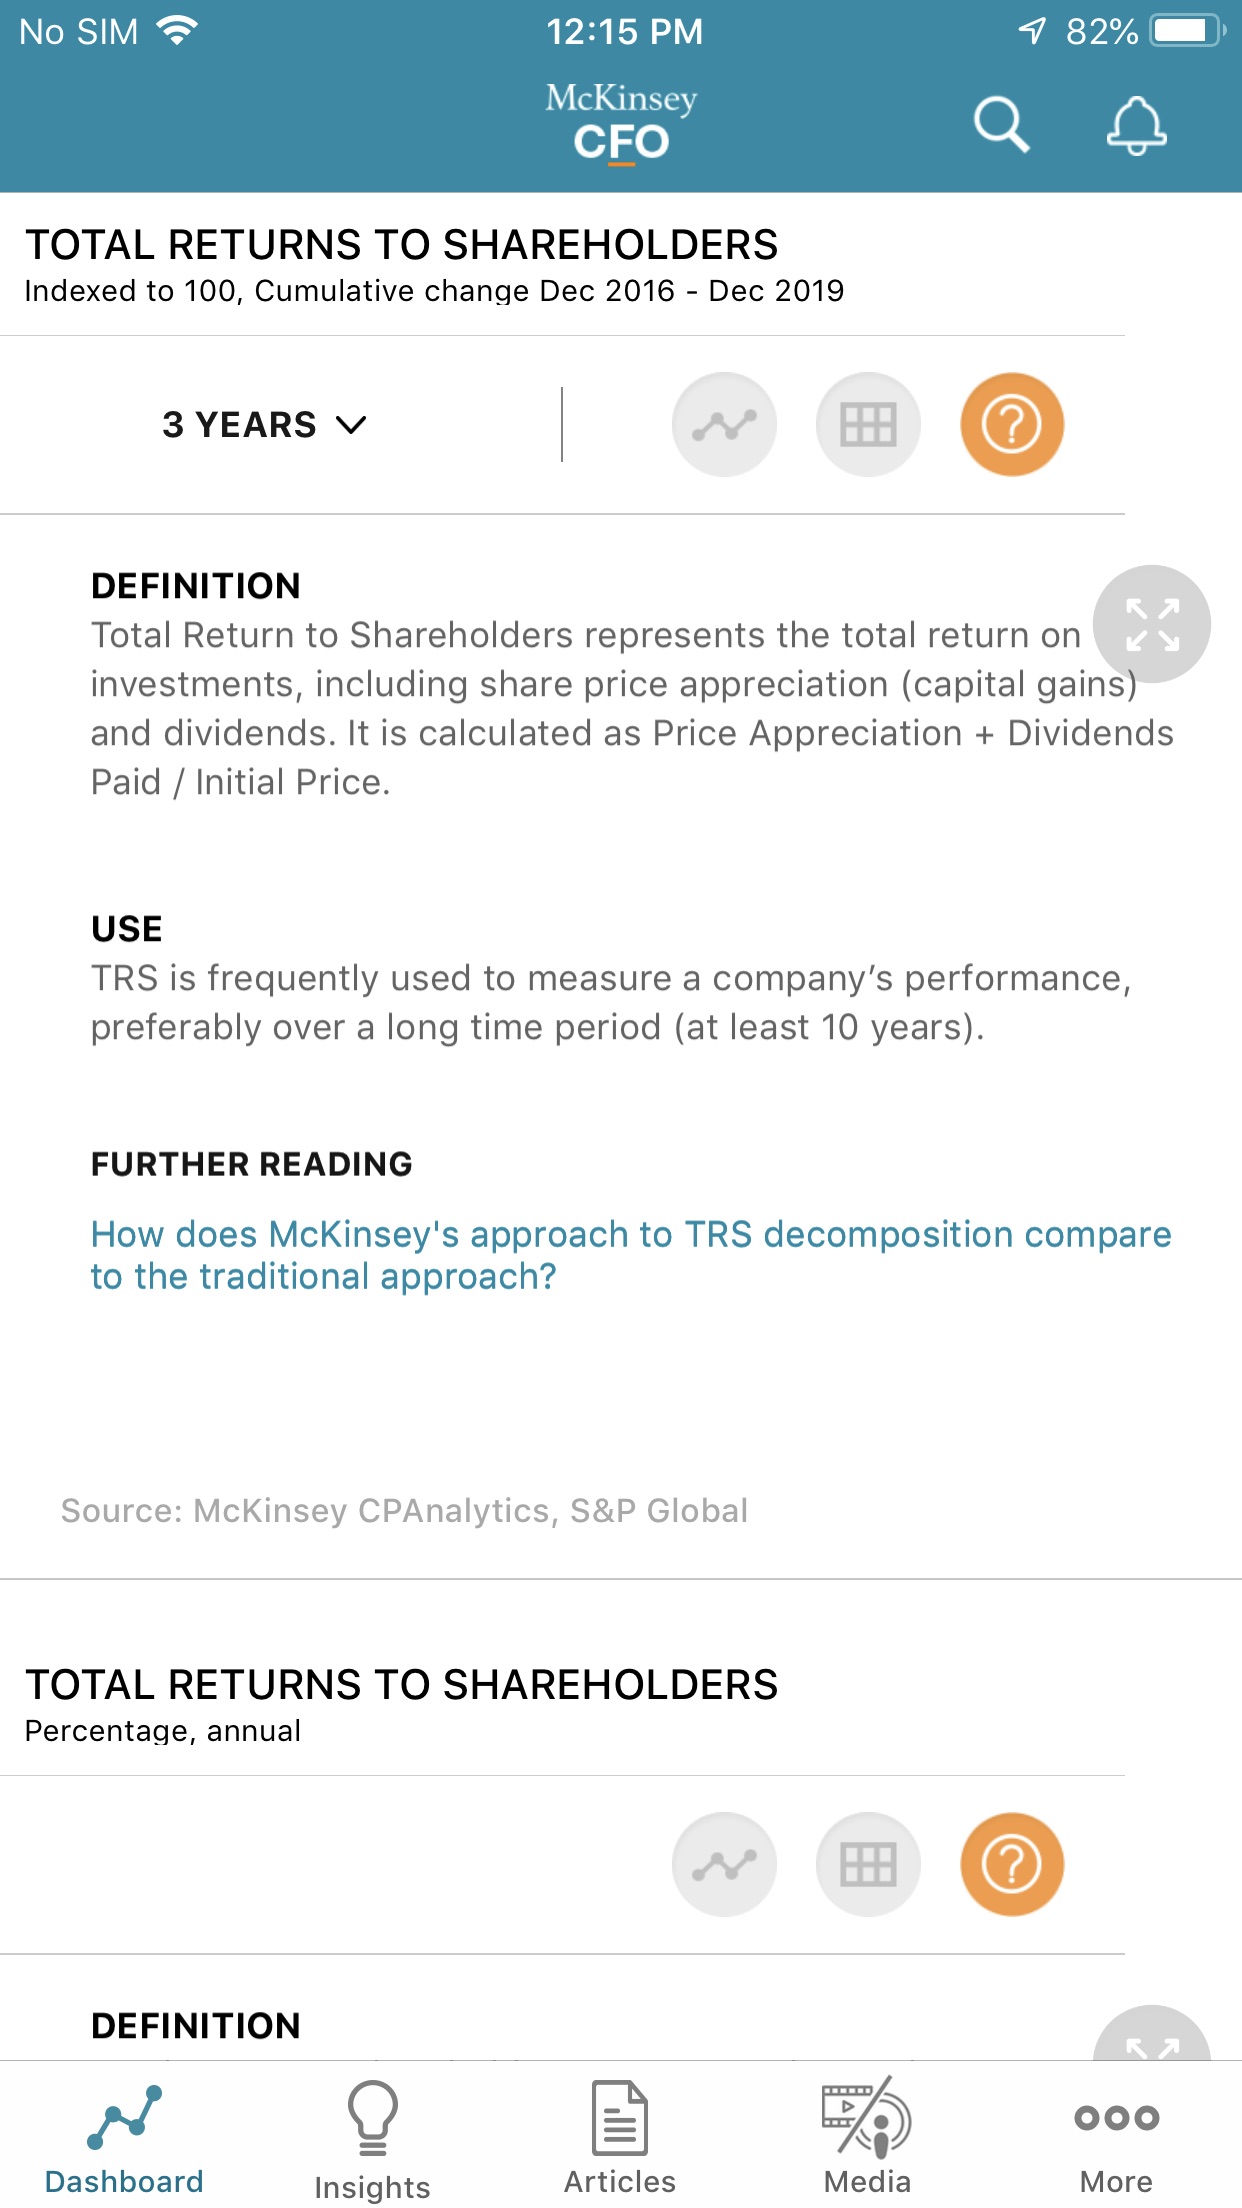 No SIM 12:15 PM 82%
McKinsey
CFO
TOTAL RETURNS TO SHAREHOLDERS
Indexed to 100, Cumulative change Dec 2016 - Dec 2019
3 YEARS
DEFINITION
Total Return to Shareholders represents the total return on
investments, including share price appreciation (capital gains)
and dividends. It is calculated as Price Appreciation + Dividends
Paid / Initial Price.
USE
TRS is frequently used to measure a company’s performance,
preferably over a long time period (at least 10 years).
FURTHER READING
How does McKinsey's approach to TRS decomposition compare
to the traditional approach?
Source: McKinsey CPAnalytics, S&P Global
TOTAL RETURNS TO SHAREHOLDERS
Percentage, annual
DEFINITION
Dashboard Insights Articles Media More